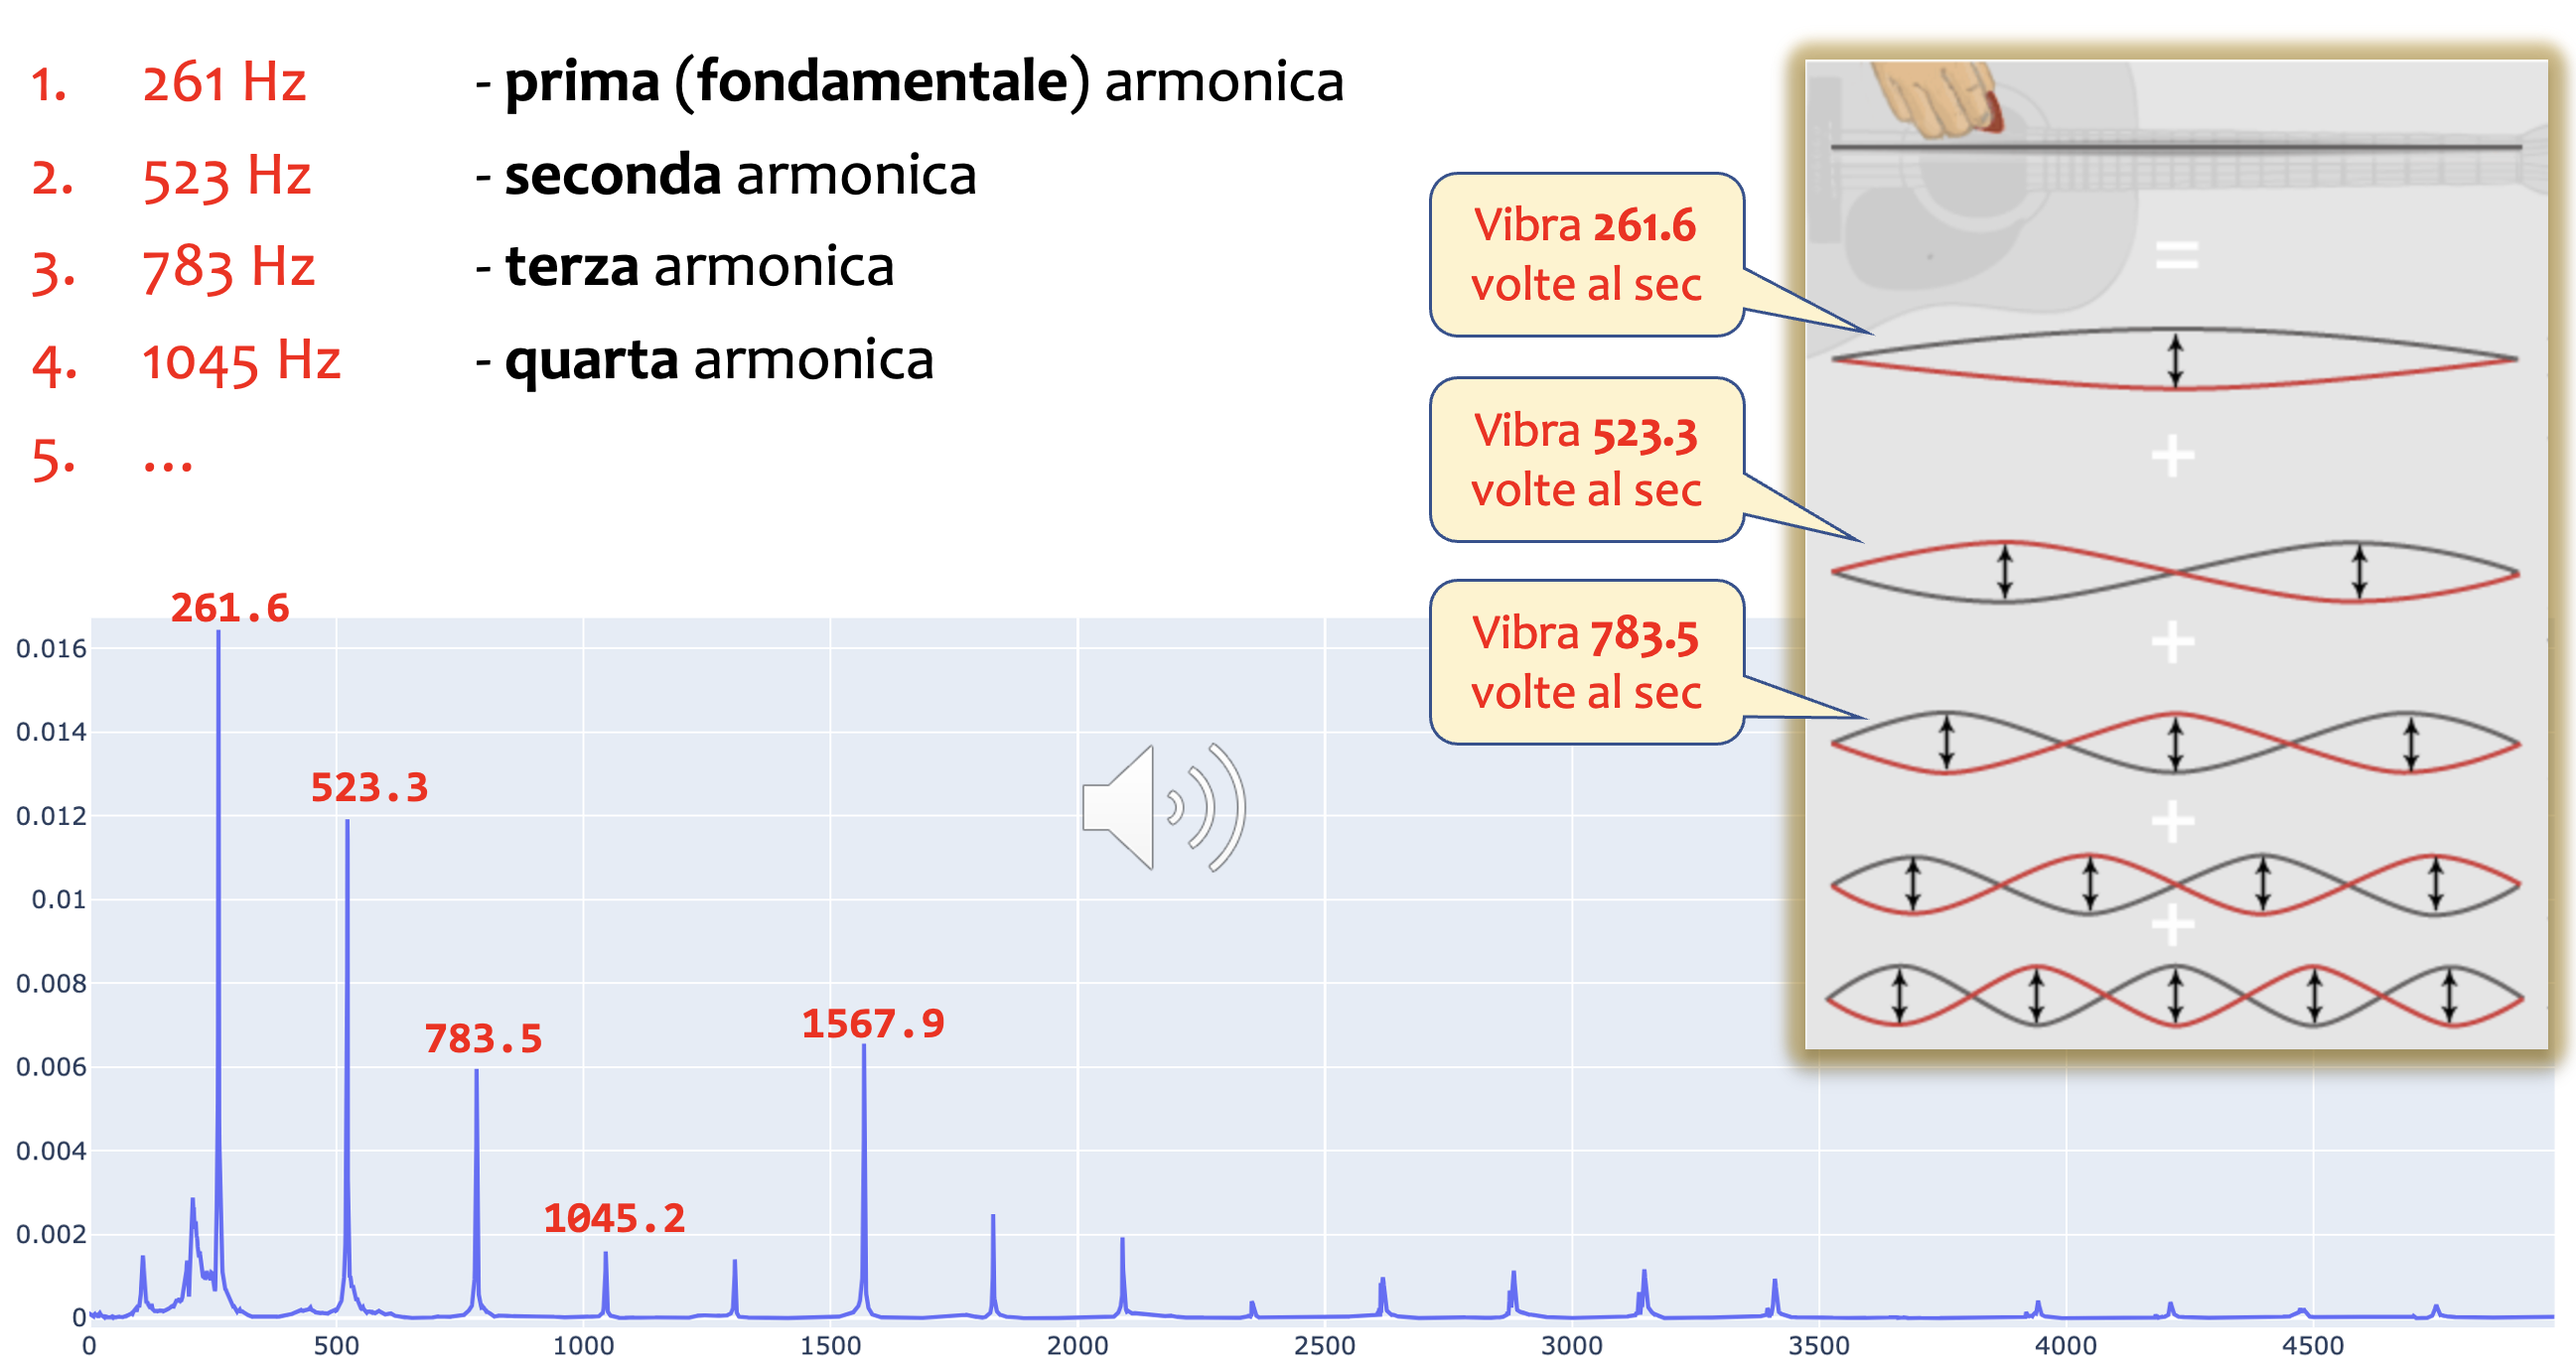 1. 261 Hz - prima (fondamentale) armonica
2. 523 Hz - seconda armonica
3. 783 Hz - terza armonica
4. 1045 Hz - quarta armonica
5. ...
Vibra 261.6
volte al sec
=
+
Vibra 523.3
volte al sec
+
Vibra 783.5
volte al sec
+
+
261.6
523.3
783.5
1045.2
1567.9
0.016
0.014
0.012
0.01
0.008
0.006
0.004
0.002
0
0 500 1000 1500 2000 2500 3000 3500 4000 4500